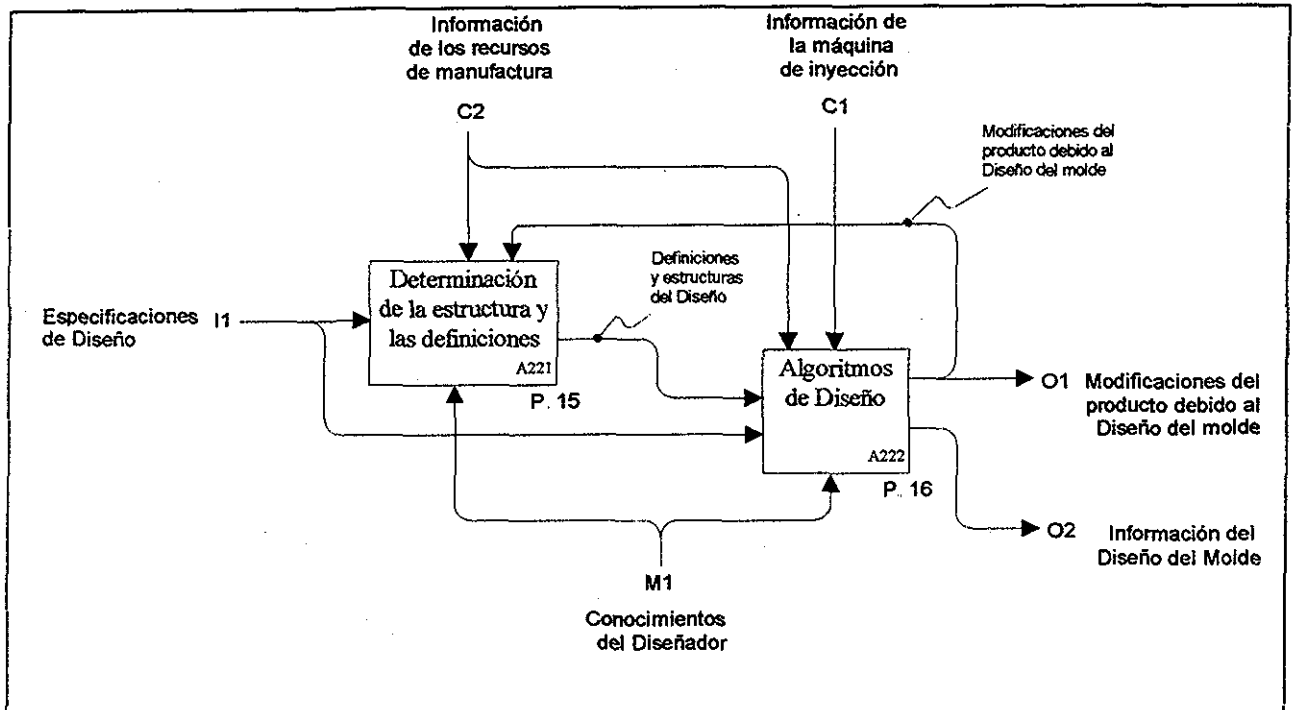 Información
de los recursos
de manufactura
C2
Información de
la máquina
de inyección
C1
Modificaciones del
producto debido al
Diseño del molde
Definiciones
y estructuras
del Diseño
Especificaciones
de Diseño
I1
Determinación
de la estructura y
las definiciones
A221
P. 15
Algoritmos
de Diseño
A222
P. 16
O1
Modificaciones del
producto debido al
Diseño del molde
O2
Información del
Diseño del Molde
M1
Conocimientos
del Diseñador